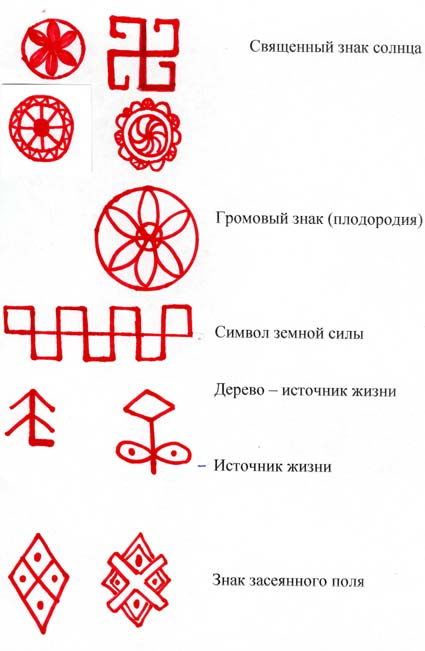 Священный знак солнца
Громовый знак (плодородия)
Символ земной силы
Дерево – источник жизни
Источник жизни
Знак засеянного поля